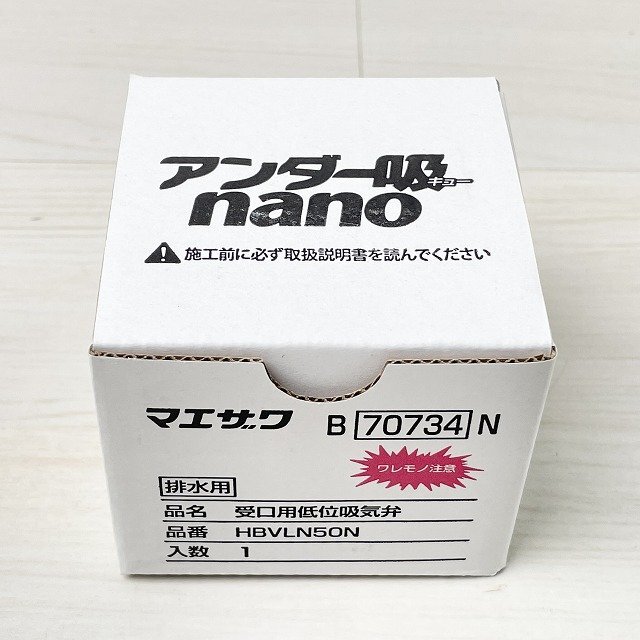 アンダー吸キュー
nano
⚠施工前に必ず取扱説明書を読んでください
マエザワ B 70734 N
ワレモノ注意
排水用
品名 受口用低位吸気弁
品番 HBVLN50N
入数 1